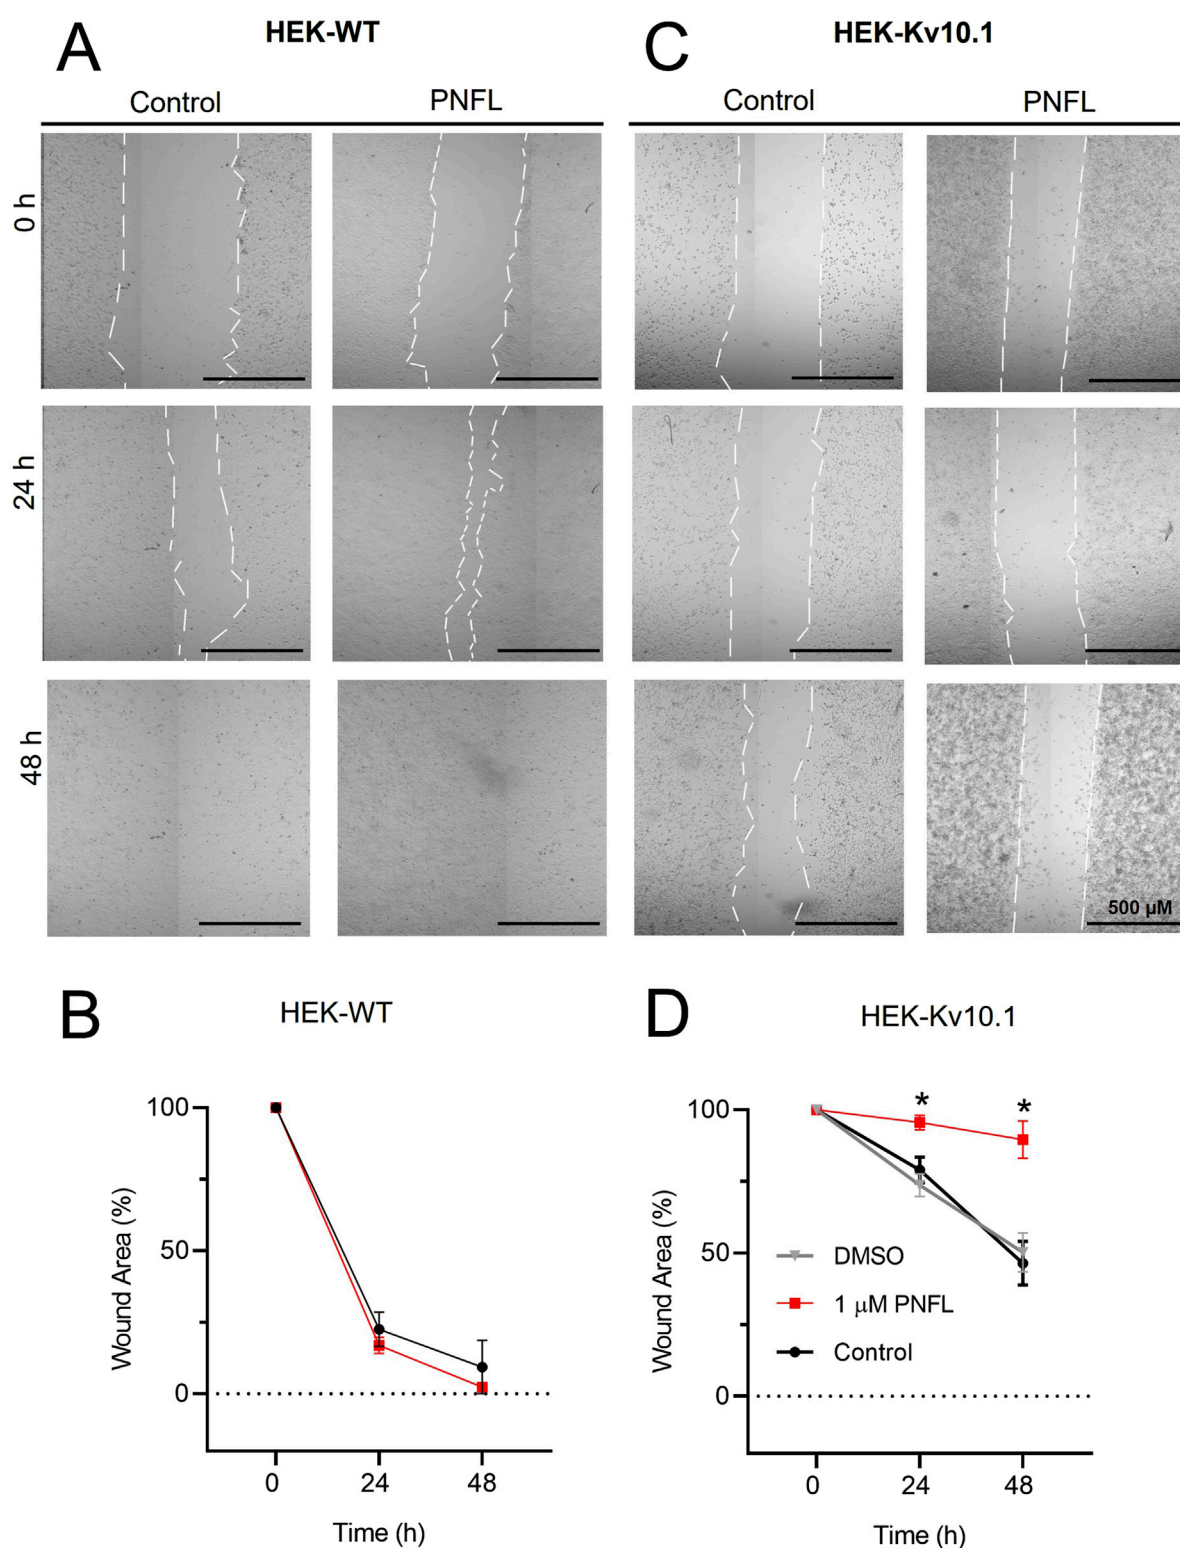 A
HEK-WT
Control
PNFL
0 h
24 h
48 h
C
HEK-Kv10.1
Control
PNFL
500 µM
B
HEK-WT
Wound Area (%)
100
50
0
0
24
48
Time (h)
D
HEK-Kv10.1
Wound Area (%)
100
50
0
*
*
DMSO
1 μM PNFL
Control
0
24
48
Time (h)